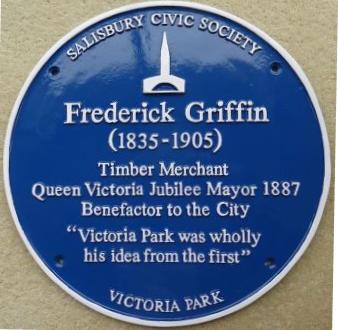 SALISBURY CIVIC SOCIETY
Frederick Griffin
(1835-1905)
Timber Merchant
Queen Victoria Jubilee Mayor 1887
Benefactor to the City
“Victoria Park was wholly
his idea from the first”
VICTORIA PARK